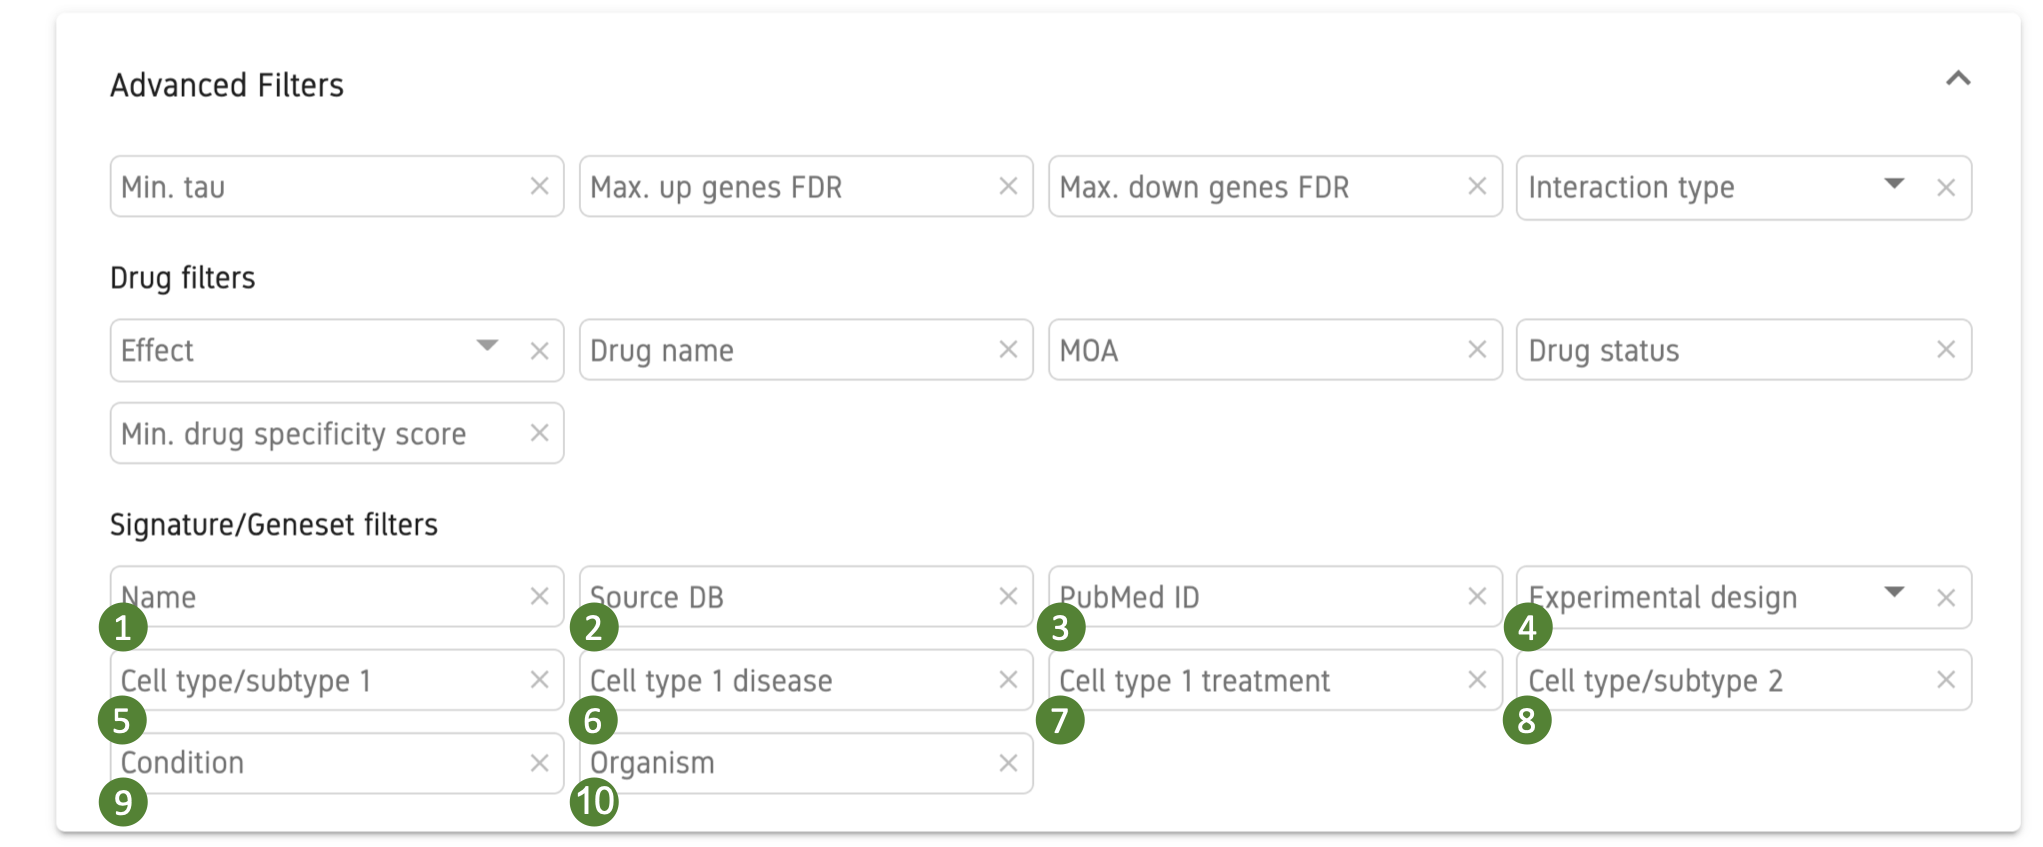 Advanced Filters
Min. tau
Max. up genes FDR
Max. down genes FDR
Interaction type
Drug filters
Effect
Drug name
MOA
Drug status
Min. drug specificity score
Signature/Geneset filters
Name
Source DB
PubMed ID
Experimental design
1
2
3
4
Cell type/subtype 1
Cell type 1 disease
Cell type 1 treatment
Cell type/subtype 2
5
6
7
8
Condition
Organism
9
10